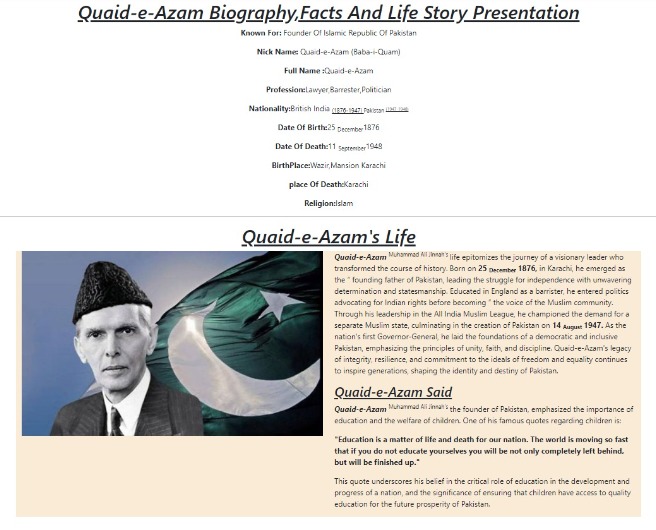 Quaid-e-Azam Biography,Facts And Life Story Presentation
Known For: Founder Of Islamic Republic Of Pakistan
Nick Name: Quaid-e-Azam (Baba-i-Quam)
Full Name :Quaid-e-Azam
Profession:Lawyer,Barrester,Politician
Nationality:British India (1876-1947) Pakistan (1947-1948)
Date Of Birth:25 December 1876
Date Of Death:11 September 1948
BirthPlace:Wazir,Mansion Karachi
place Of Death:Karachi
Religion:Islam
Quaid-e-Azam's Life
Quaid-e-Azam Muhammad Ali Jinnah's life epitomizes the journey of a visionary leader who
transformed the course of history. Born on 25 December 1876, in Karachi, he emerged as
the " founding father of Pakistan, leading the struggle for independence with unwavering
determination and statesmanship. Educated in England as a barrister, he entered politics
advocating for Indian rights before becoming " the voice of the Muslim community.
Through his leadership in the All India Muslim League, he championed the demand for a
separate Muslim state, culminating in the creation of Pakistan on 14 August 1947. As the
nation's first Governor-General, he laid the foundations of a democratic and inclusive
Pakistan, emphasizing the principles of unity, faith, and discipline. Quaid-e-Azam's legacy
of integrity, resilience, and commitment to the ideals of freedom and equality continues
to inspire generations, shaping the identity and destiny of Pakistan.
Quaid-e-Azam Said
Quaid-e-Azam Muhammad Ali Jinnah's the founder of Pakistan, emphasized the importance of
education and the welfare of children. One of his famous quotes regarding children is:
"Education is a matter of life and death for our nation. The world is moving so fast
that if you do not educate yourselves you will be not only completely left behind,
but will be finished up."
This quote underscores his belief in the critical role of education in the development and
progress of a nation, and the significance of ensuring that children have access to quality
education for the future prosperity of Pakistan.